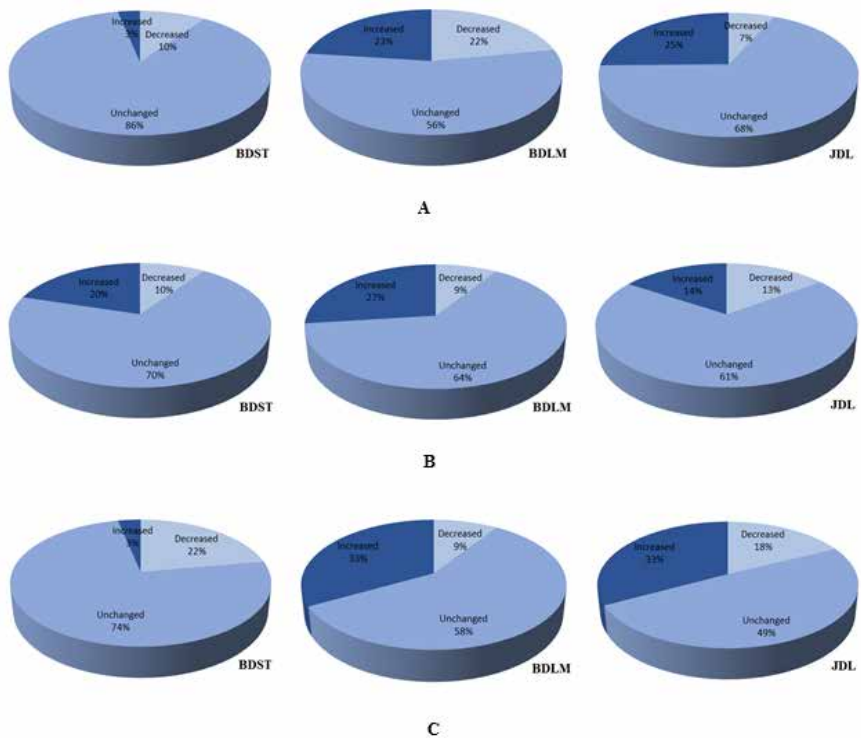 Increased
3%
Decreased
10%
Unchanged
86%
BDST
Increased
23%
Decreased
22%
Unchanged
56%
BDLM
Increased
25%
Decreased
7%
Unchanged
68%
JDL
A
Increased
20%
Decreased
10%
Unchanged
70%
BDST
Increased
27%
Decreased
9%
Unchanged
64%
BDLM
Increased
14%
Decreased
13%
Unchanged
61%
JDL
B
Increased
3%
Decreased
22%
Unchanged
74%
BDST
Increased
33%
Decreased
9%
Unchanged
58%
BDLM
Increased
33%
Decreased
18%
Unchanged
49%
JDL
C